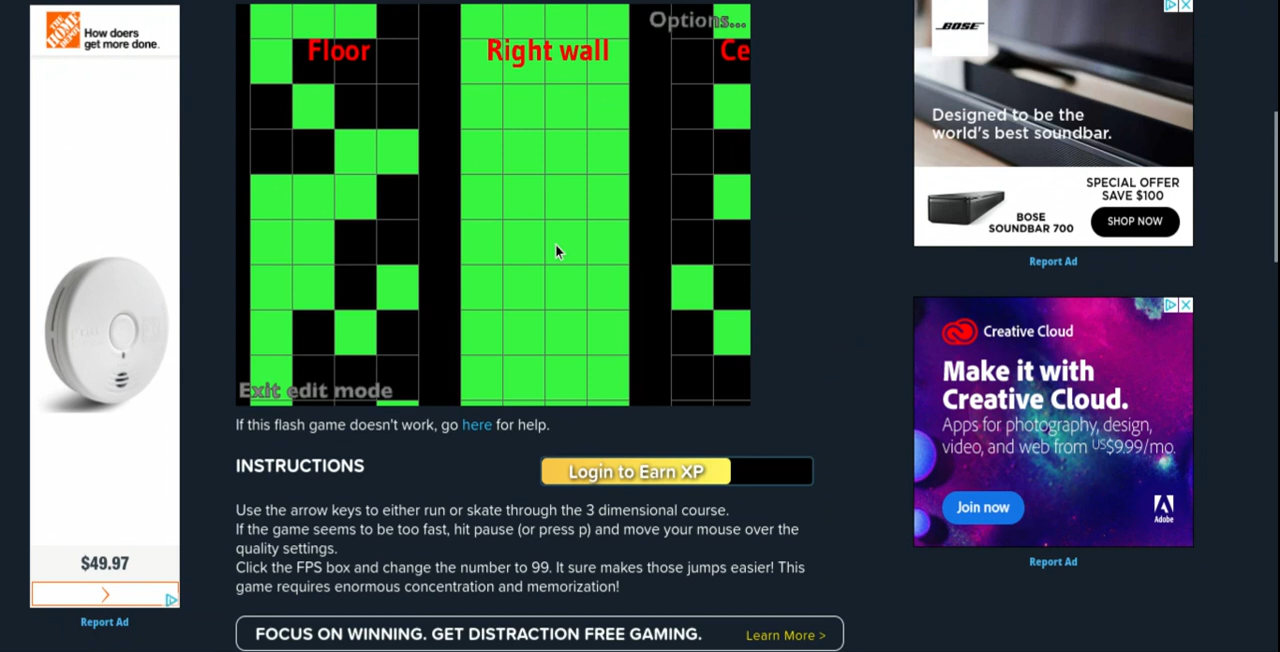 THE HOME DEPOT
How doers
get more done.
$49.97
Report Ad
Options...
Floor
Right wall
Ce
Exit edit mode
If this flash game doesn't work, go here for help.
INSTRUCTIONS
Login to Earn XP
Use the arrow keys to either run or skate through the 3 dimensional course.
If the game seems to be too fast, hit pause (or press p) and move your mouse over the
quality settings.
Click the FPS box and change the number to 99. It sure makes those jumps easier! This
game requires enormous concentration and memorization!
FOCUS ON WINNING. GET DISTRACTION FREE GAMING.
Learn More >
BOSE
Designed to be the
world's best soundbar.
BOSE
SOUNDBAR 700
SPECIAL OFFER
SAVE $100
SHOP NOW
Report Ad
Creative Cloud
Make it with
Creative Cloud.
Apps for photography, design,
video, and web from US$9.99/mo.
Join now
Adobe
Report Ad